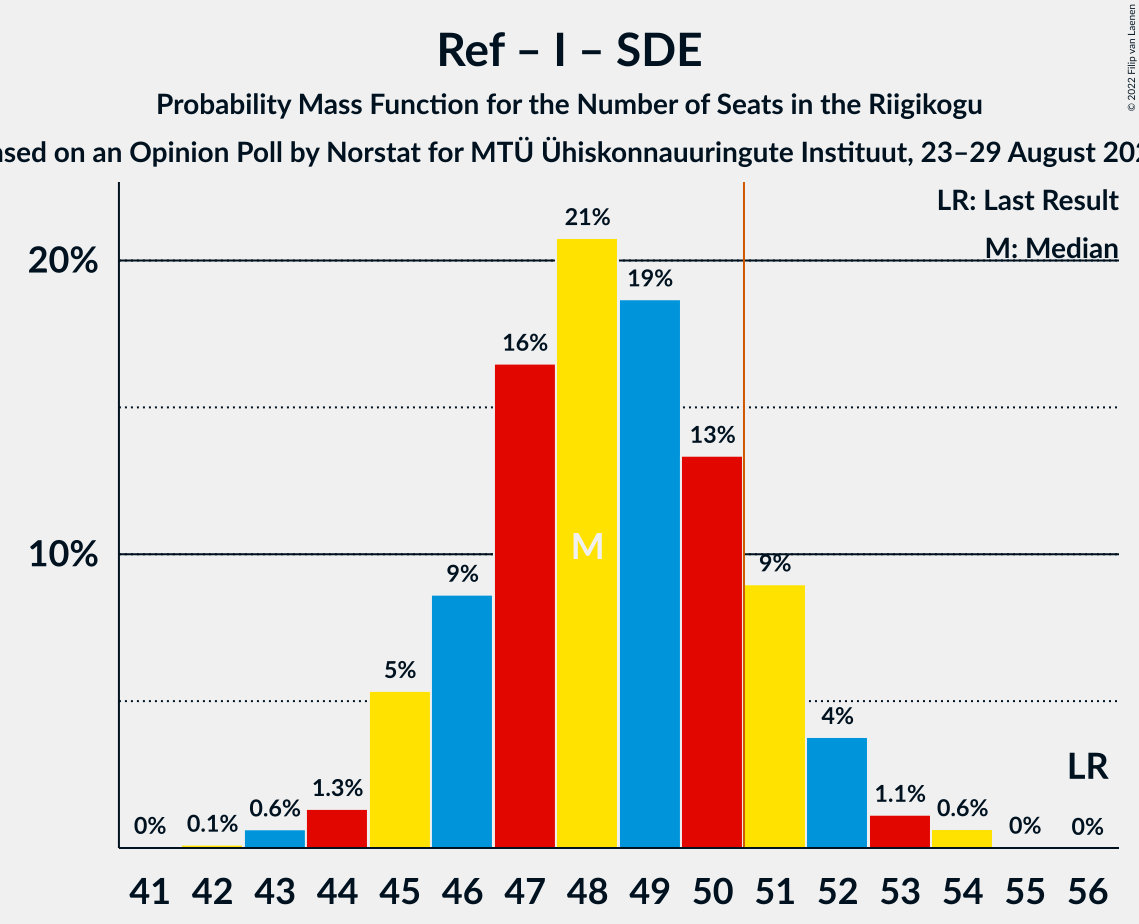 Ref – I – SDE
Probability Mass Function for the Number of Seats in the Riigikogu
on an Opinion Poll by Norstat for MTÜ Ühiskonnauuringute Instituut, 23–29 August
© 2022 Filip van Laenen
LR: Last Result
M: Median
20%
10%
0%
0.1%
0.6%
1.3%
5%
9%
16%
21%
19%
13%
9%
4%
1.1%
0.6%
0%
0%
M
LR
41 42 43 44 45 46 47 48 49 50 51 52 53 54 55 56